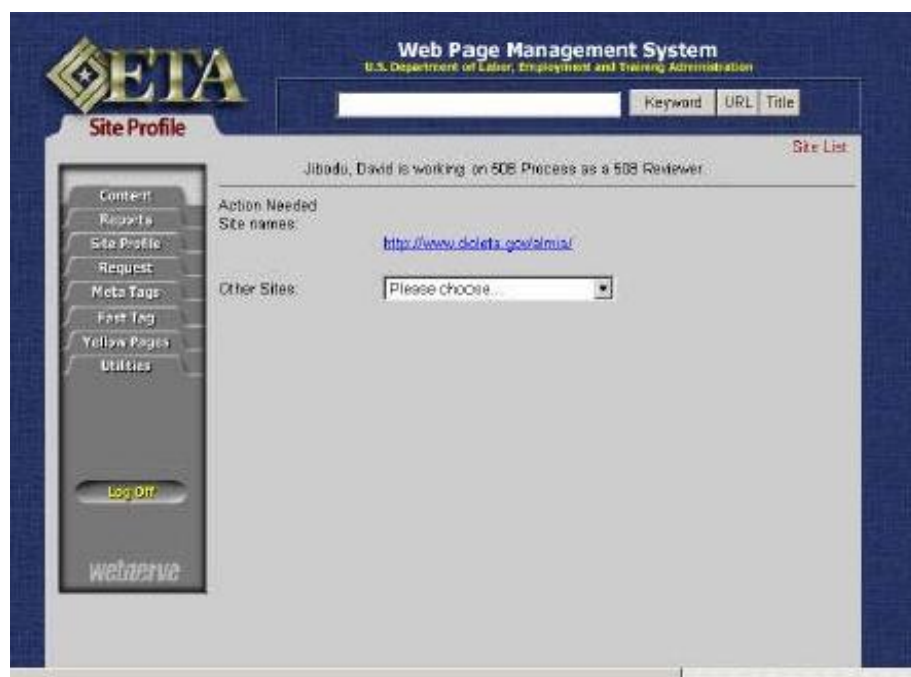 ETA
Web Page Management System
U.S. Department of Labor, Employment and Training Administration
Keyword URL Title
Site Profile
Site List
Jibodu, David is working on 508 Process as a 508 Reviewer
Content
Reports
Site Profile
Request
Meta Tags
Fast Tag
Yellow Pages
Utilities
Log Off
webnerve
Action Needed
Site names:
http://www.doleta.gov/almis/
Other Sites: Please choose...